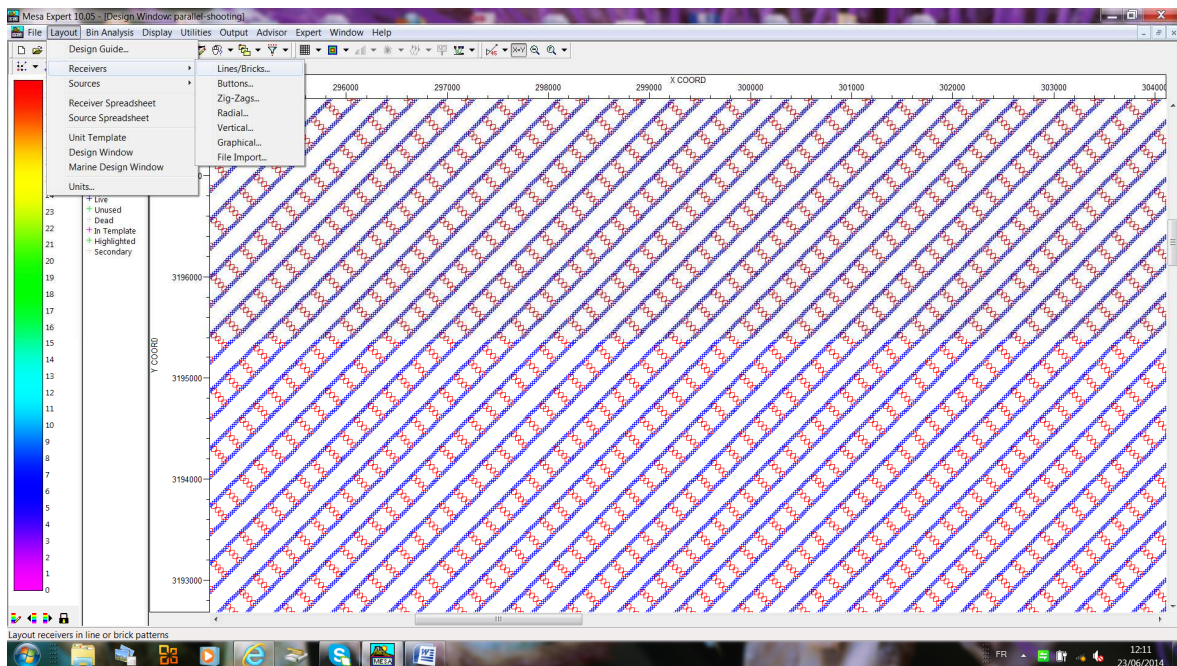 Mesa Expert 10.05 - [Design Window: parallel-shooting]
File Layout Bin Analysis Display Utilities Output Advisor Expert Window Help
Design Guide...
Receivers
Sources
Receiver Spreadsheet
Source Spreadsheet
Unit Template
Design Window
Marine Design Window
Units...
Lines/Bricks...
Buttons...
Zig-Zags...
Radial...
Vertical...
Graphical...
File Import...
X COORD
296000 297000 298000 299000 300000 301000 302000 303000 304000
Live
Unused
Dead
In Template
Highlighted
Secondary
23
22
21
20
19
18
17
16
15
14
13
12
11
10
9
8
7
6
5
4
3
2
1
0
Y COORD
3196000
3195000
3194000
3193000
Layout receivers in line or brick patterns
MESA
FR
12:11
23/06/2014